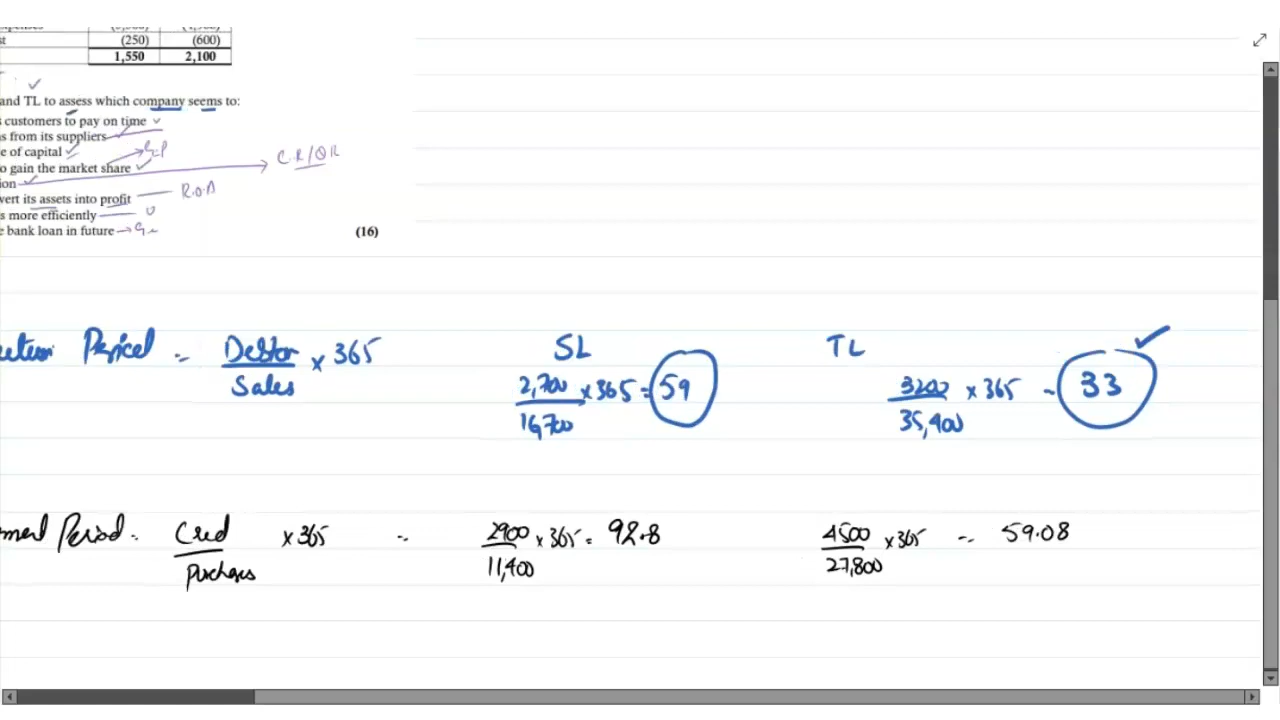 (250) (600)
1,550 2,100
and TL to assess which company seems to:
customers to pay on time
s from its suppliers
e of capital G.P
o gain the market share C.R/QR
ion
vert its assets into profit R.O.A
s more efficiently
e bank loan in future
(16)
Period = Debtor / Sales × 365 SL 2,700 / 16,700 × 365 = 59 TL 3200 / 35,400 × 365 = 33
Period = Cred / Purchases × 365 = 2900 / 11,400 × 365 = 92.8 4500 / 27,800 × 365 = 59.08